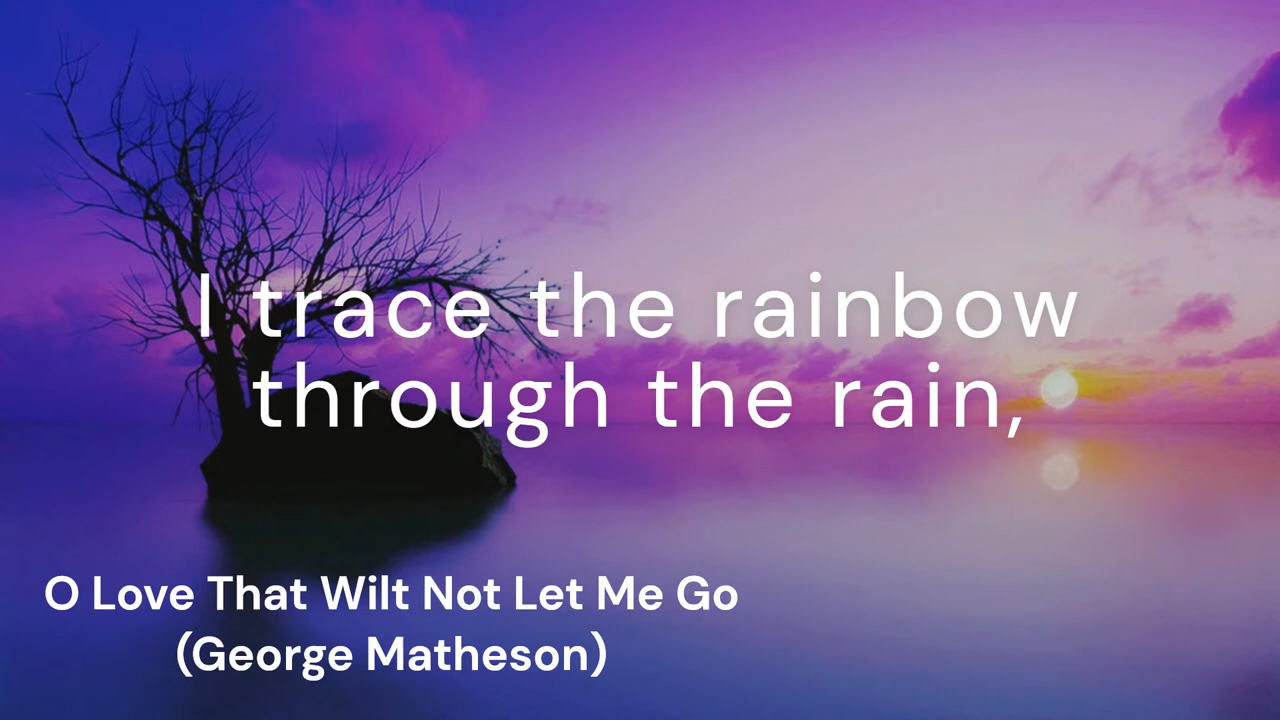 I trace the rainbow
through the rain,
O Love That Wilt Not Let Me Go
(George Matheson)